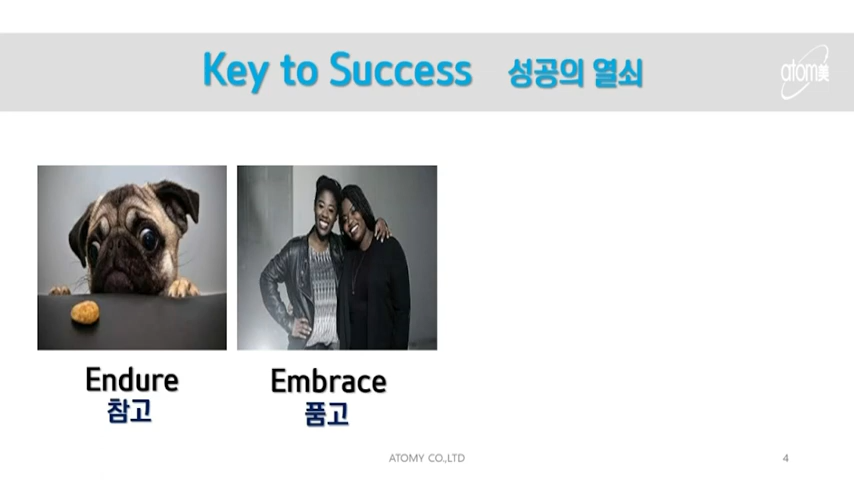 Key to Success 성공의 열쇠
atom美
Endure
참고
Embrace
품고
ATOMY CO.,LTD
4